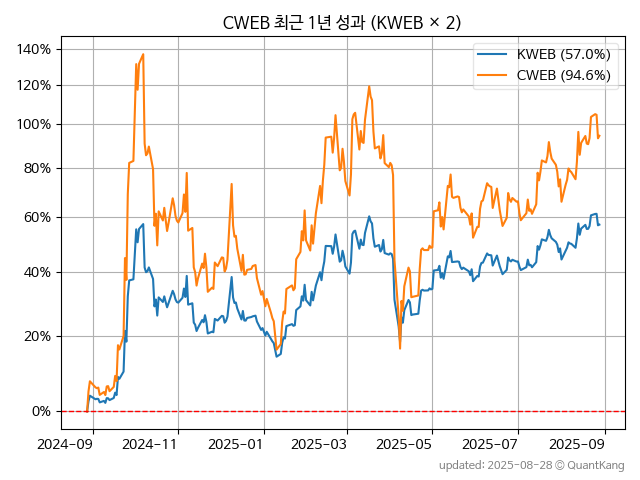 CWEB 최근 1년 성과 (KWEB × 2)
KWEB (57.0%)
CWEB (94.6%)
140%
120%
100%
80%
60%
40%
20%
0%
2024-09 2024-11 2025-01 2025-03 2025-05 2025-07 2025-09
updated: 2025-08-28 © QuantKang